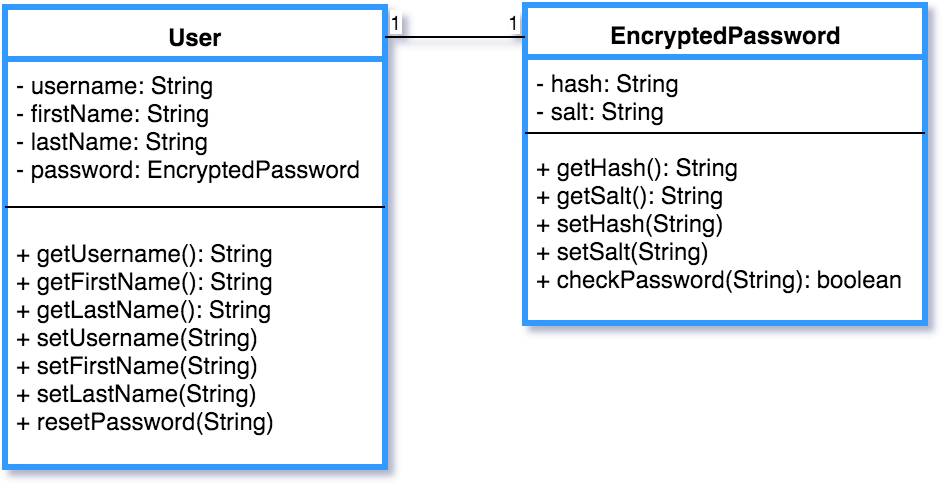 User
- username: String
- firstName: String
- lastName: String
- password: EncryptedPassword
+ getUsername(): String
+ getFirstName(): String
+ getLastName(): String
+ setUsername(String)
+ setFirstName(String)
+ setLastName(String)
+ resetPassword(String)
1
1
EncryptedPassword
- hash: String
- salt: String
+ getHash(): String
+ getSalt(): String
+ setHash(String)
+ setSalt(String)
+ checkPassword(String): boolean